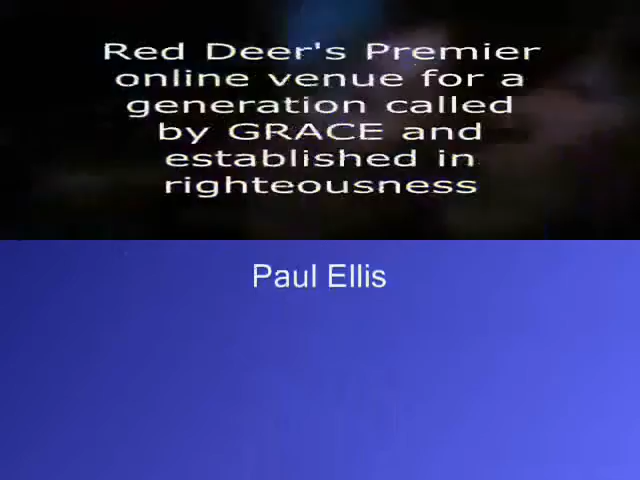 Red Deer's Premier
online venue for a
generation called
by GRACE and
established in
righteousness
Paul Ellis